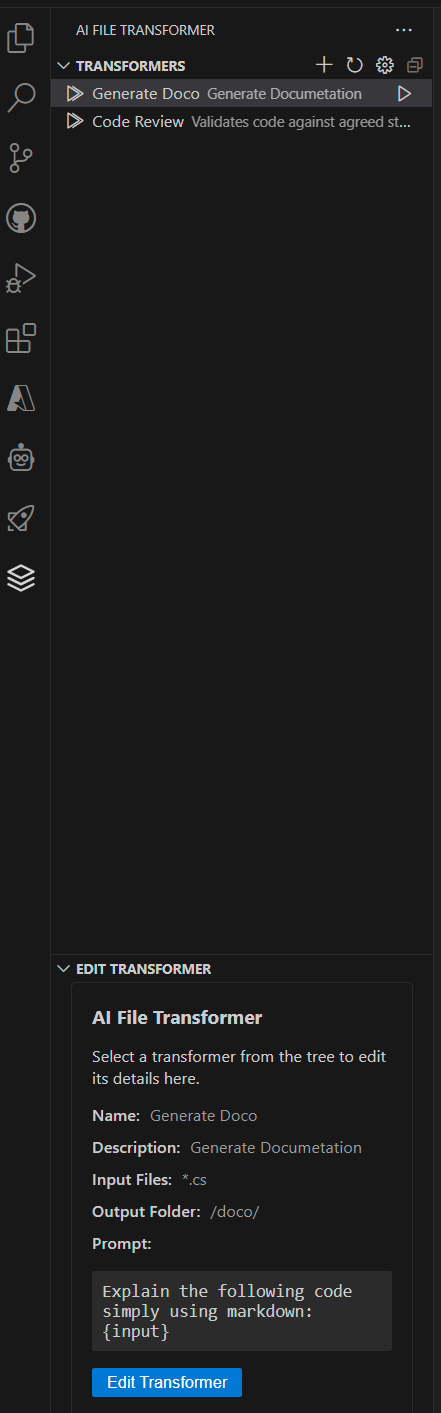 AI FILE TRANSFORMER
TRANSFORMERS
Generate Doco Generate Documetation
Code Review Validates code against agreed st...
EDIT TRANSFORMER
AI File Transformer
Select a transformer from the tree to edit
its details here.
Name: Generate Doco
Description: Generate Documetation
Input Files: *.cs
Output Folder: /doco/
Prompt:
Explain the following code
simply using markdown:
{input}
Edit Transformer